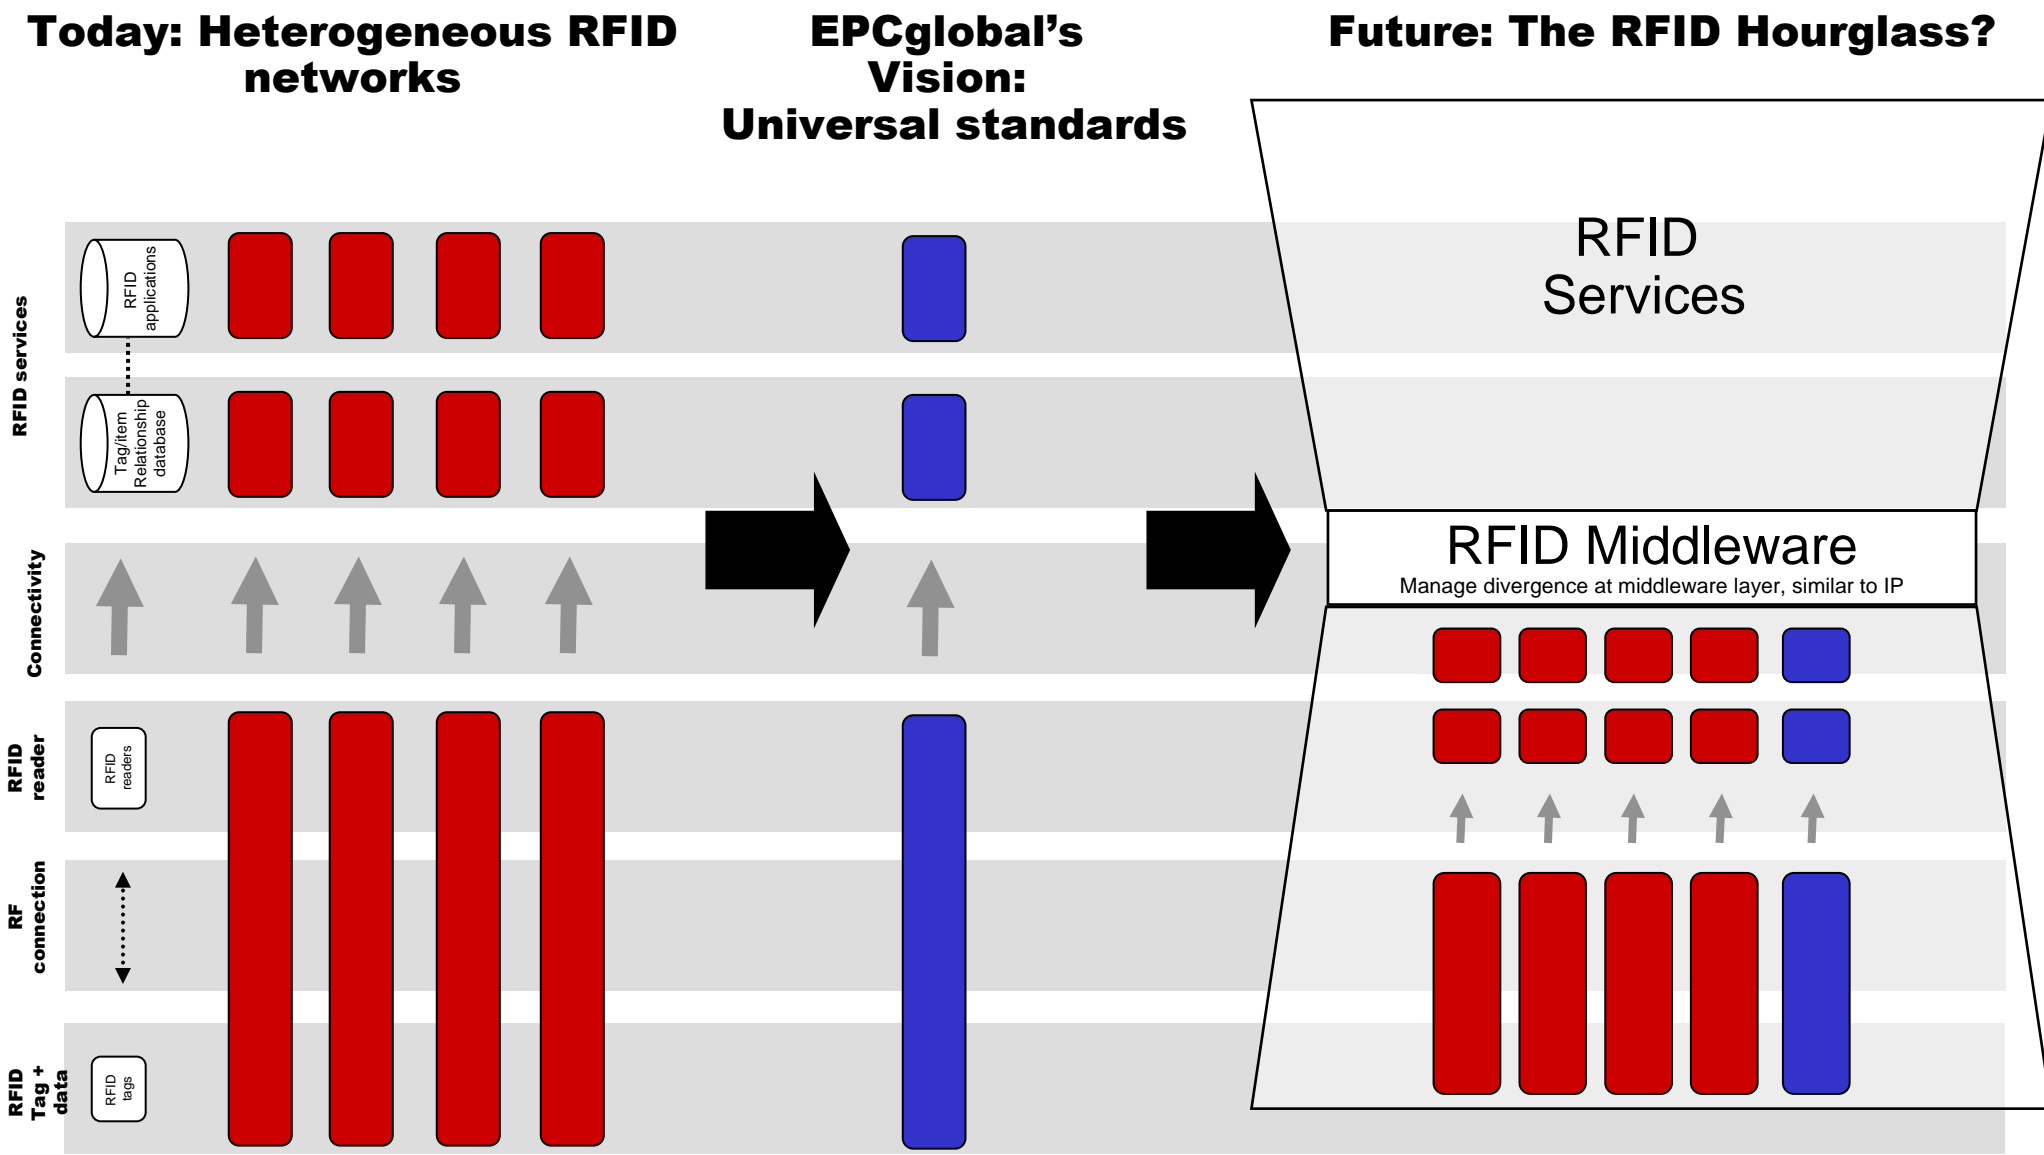 Today: Heterogeneous RFID
networks
EPCglobal’s
Vision:
Universal standards
Future: The RFID Hourglass?
RFID services
RFID
applications
Tag/item
Relationship
database
RFID
Services
Connectivity
RFID Middleware
Manage divergence at middleware layer, similar to IP
RFID
reader
RFID
readers
RF
connection
RFID
Tag +
data
RFID
tags